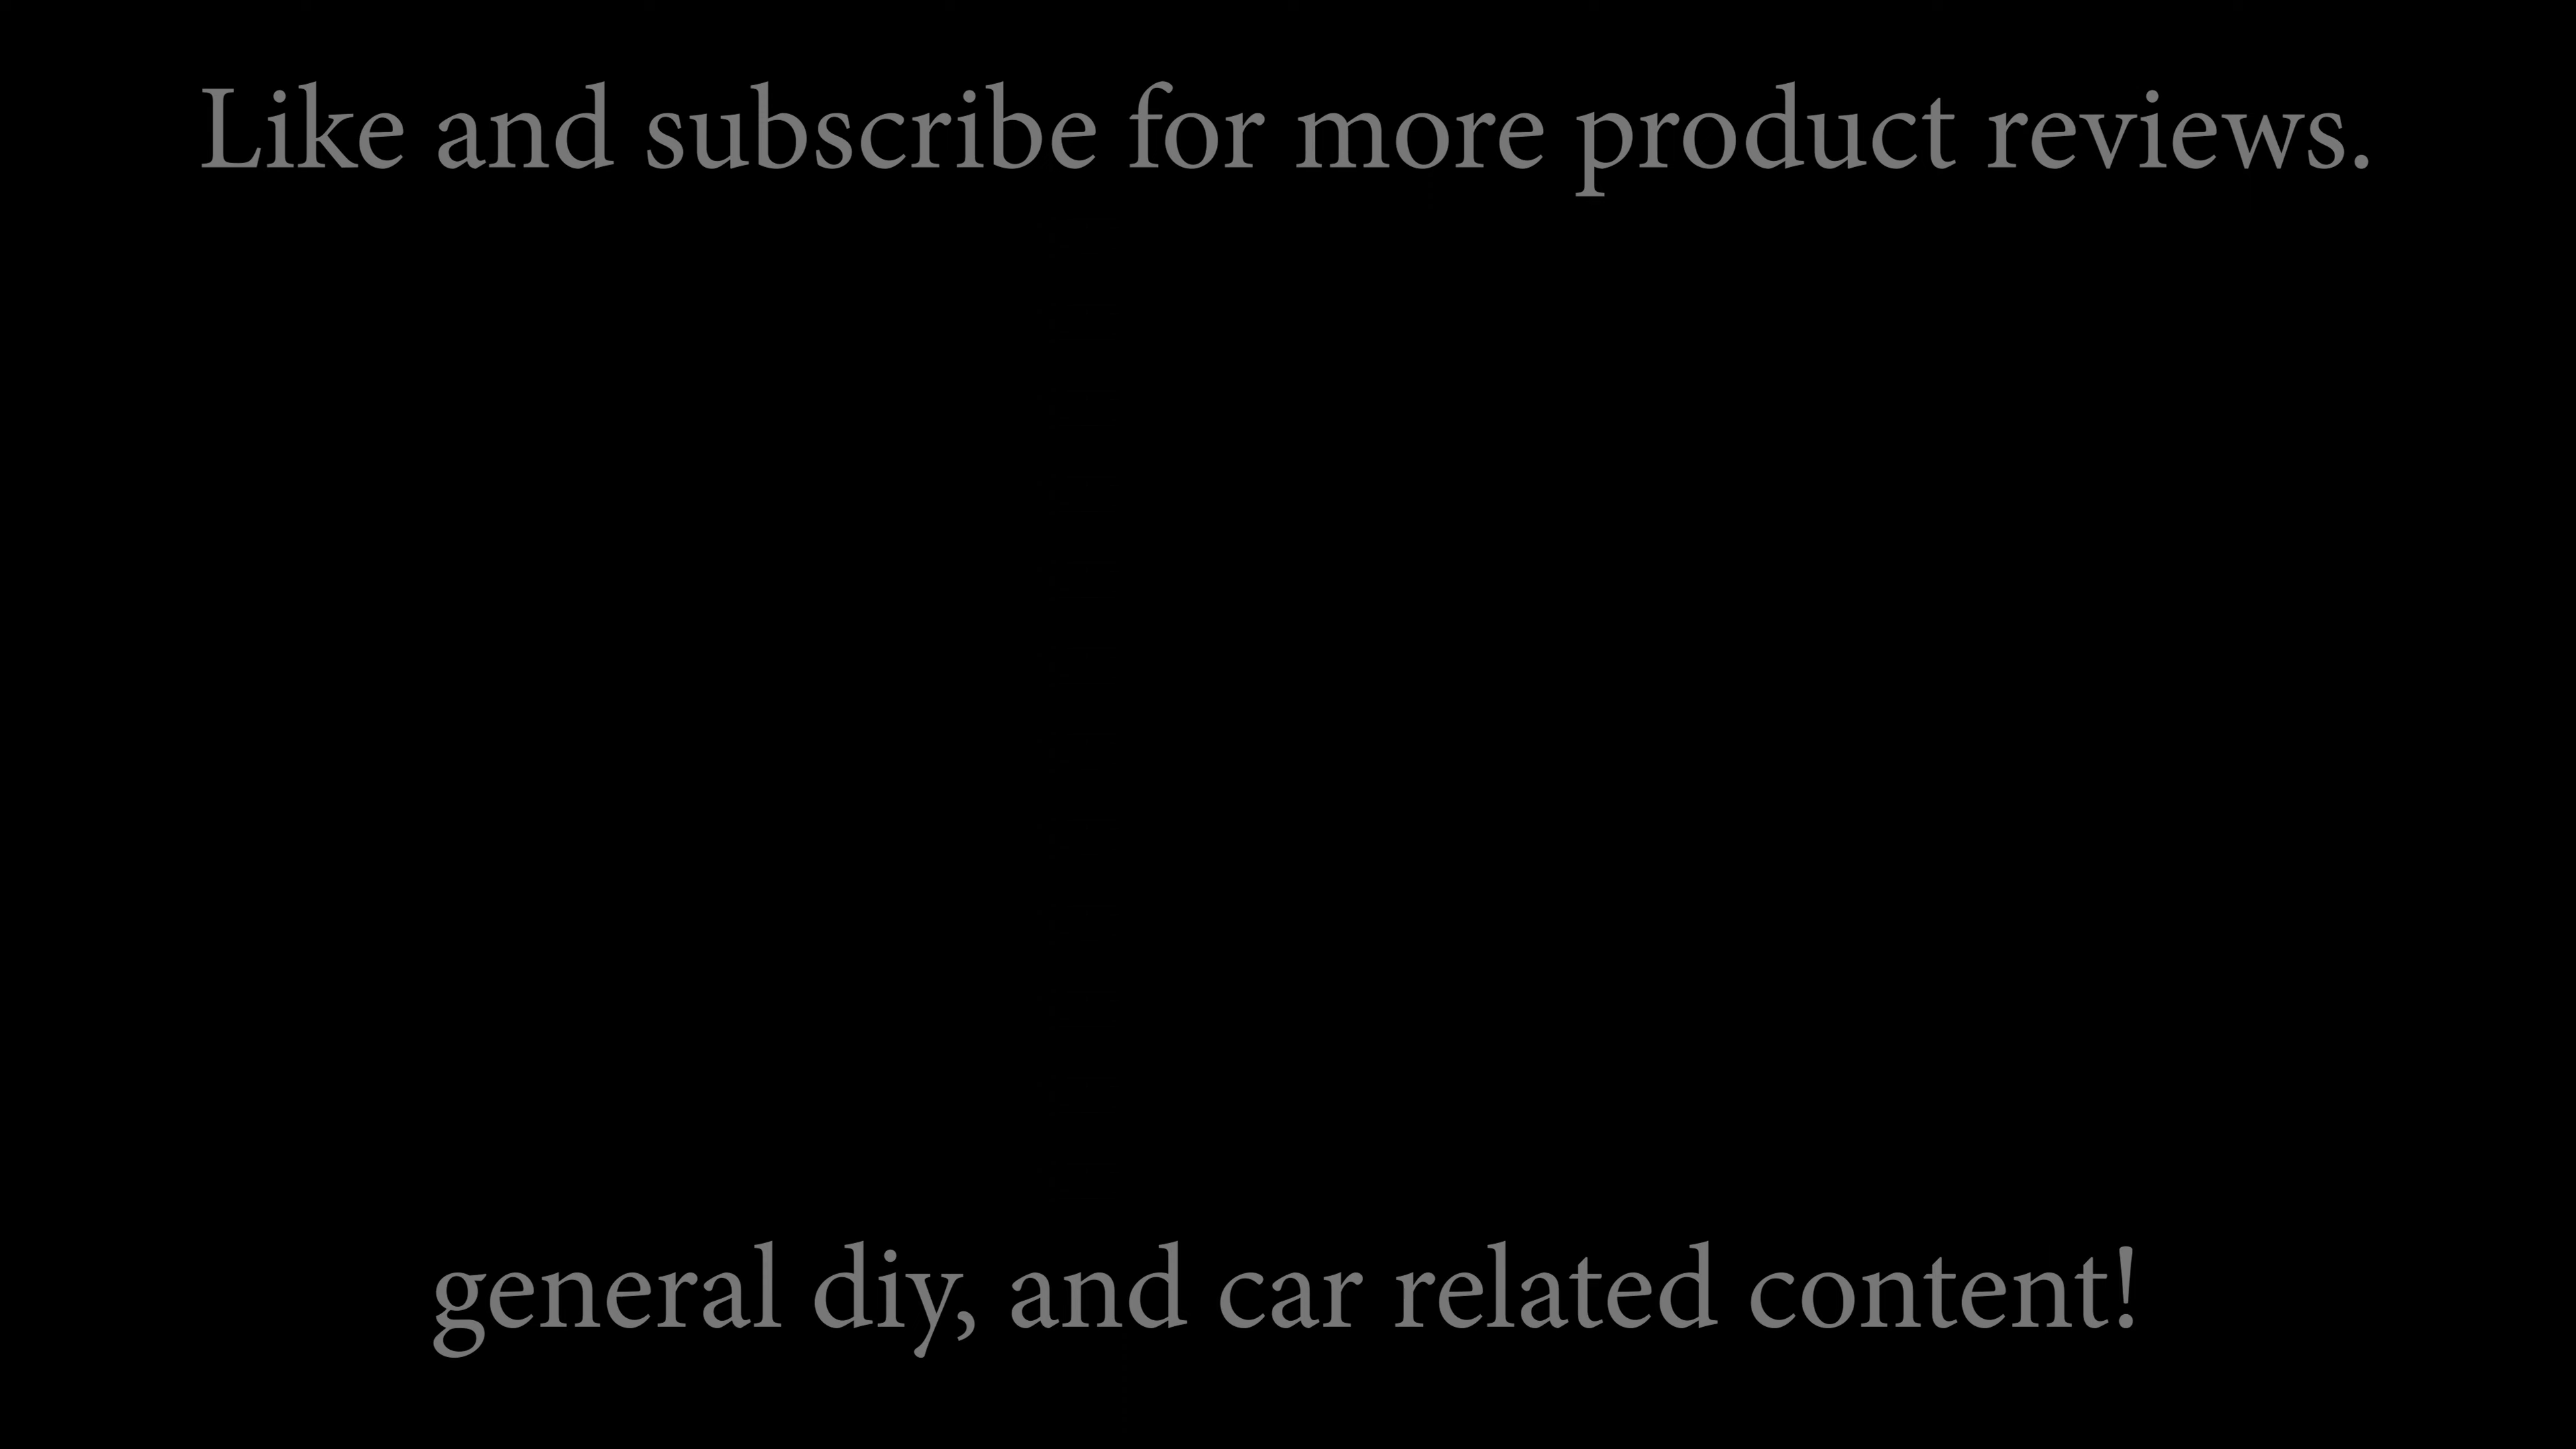 Like and subscribe for more product reviews.
general diy, and car related content!